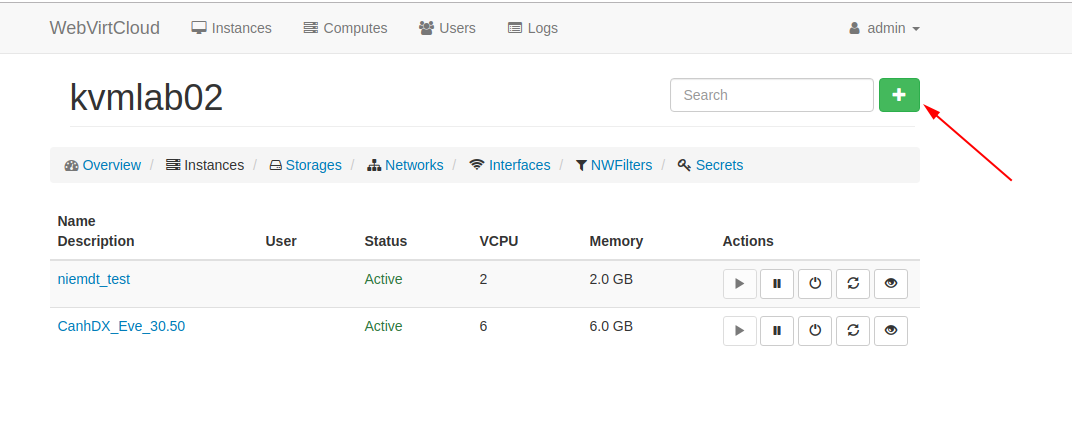 WebVirtCloud Instances Computes Users Logs admin
kvmlab02 Search
Overview / Instances / Storages / Networks / Interfaces / NWFilters / Secrets
Name
Description User Status VCPU Memory Actions
niemdt_test Active 2 2.0 GB
CanhDX_Eve_30.50 Active 6 6.0 GB